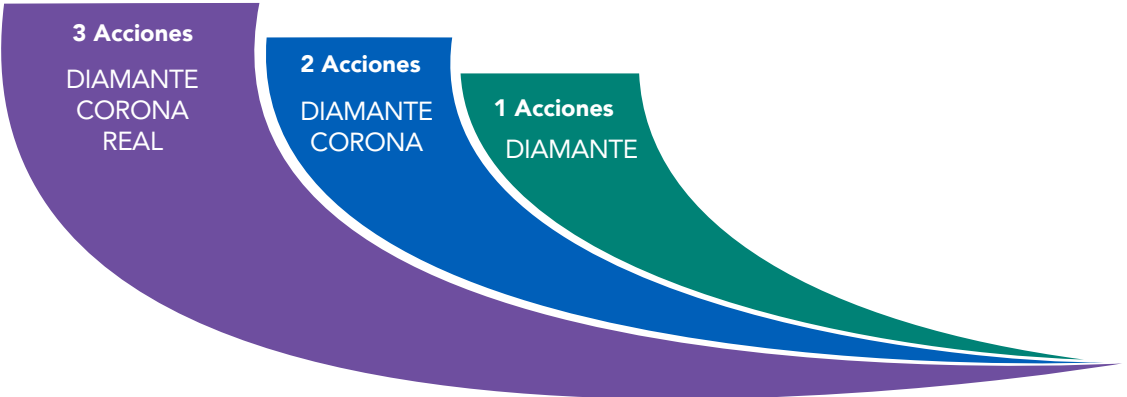 3 Acciones
DIAMANTE
CORONA
REAL
2 Acciones
DIAMANTE
CORONA
1 Acciones
DIAMANTE